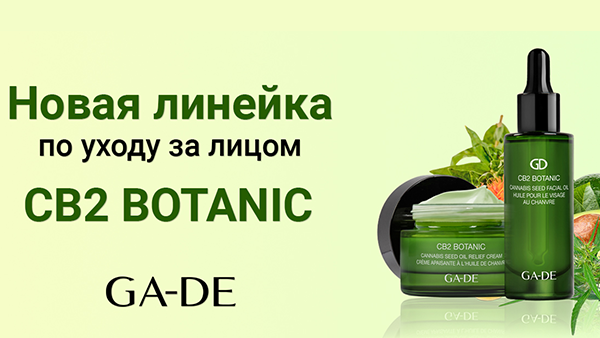 Новая линейка
по уходу за лицом
CB2 BOTANIC
GA-DE
GD
CB2 BOTANIC
CANNABIS SEED FACIAL OIL
HUILE POUR LE VISAGE
AU CHANVRE
GA-DE
CB2 BOTANIC
CANNABIS SEED OIL RELIEF CREAM
CRÈME APAISANTE À L'HUILE DE CHANVRE
GA-DE